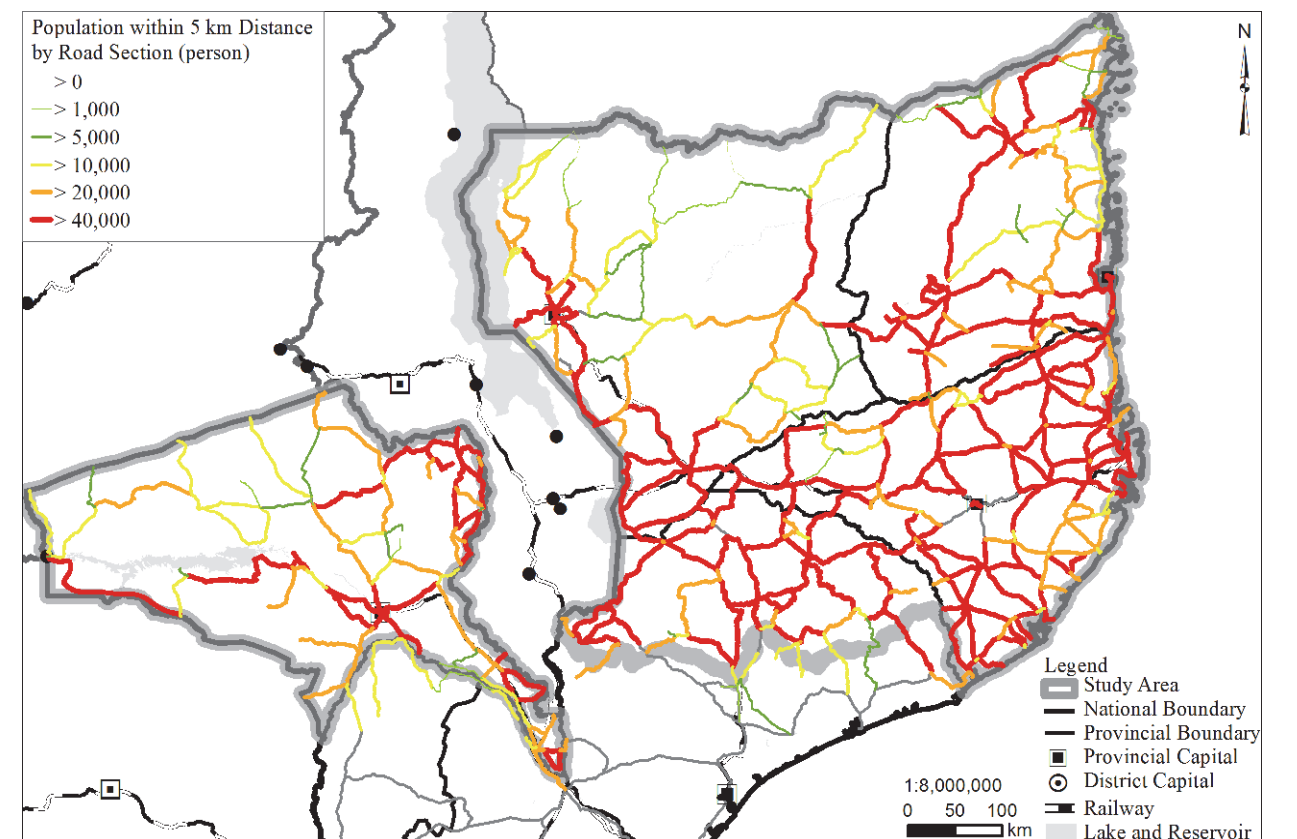 Population within 5 km Distance
by Road Section (person)
> 0
> 1,000
> 5,000
> 10,000
> 20,000
> 40,000
N
Legend
Study Area
National Boundary
Provincial Boundary
Provincial Capital
District Capital
Railway
Lake and Reservoir
1:8,000,000
0 50 100
km